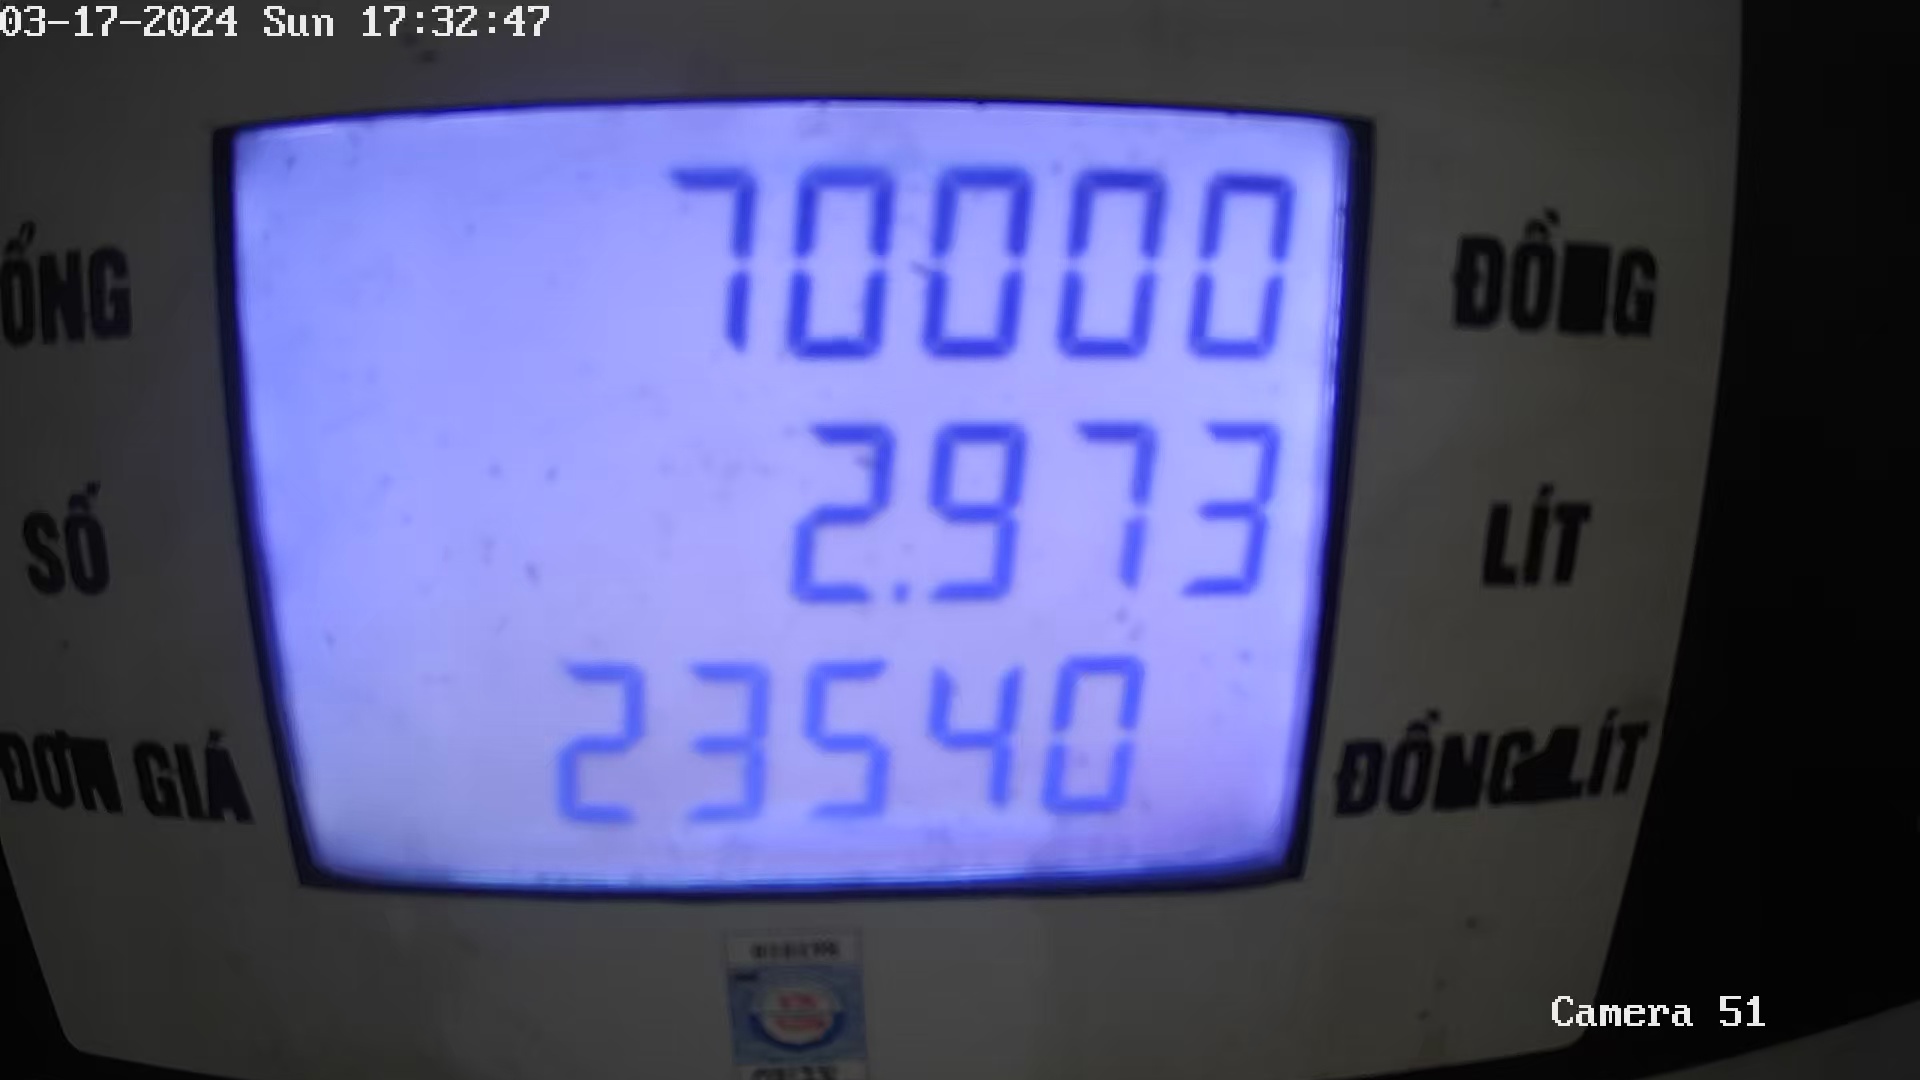 03-17-2024 Sun 17:32:47
70000
ỐNG ĐỒNG
2.973
SỐ LÍT
23540
ĐƠN GIÁ ĐỒNG/LÍT
Camera 51